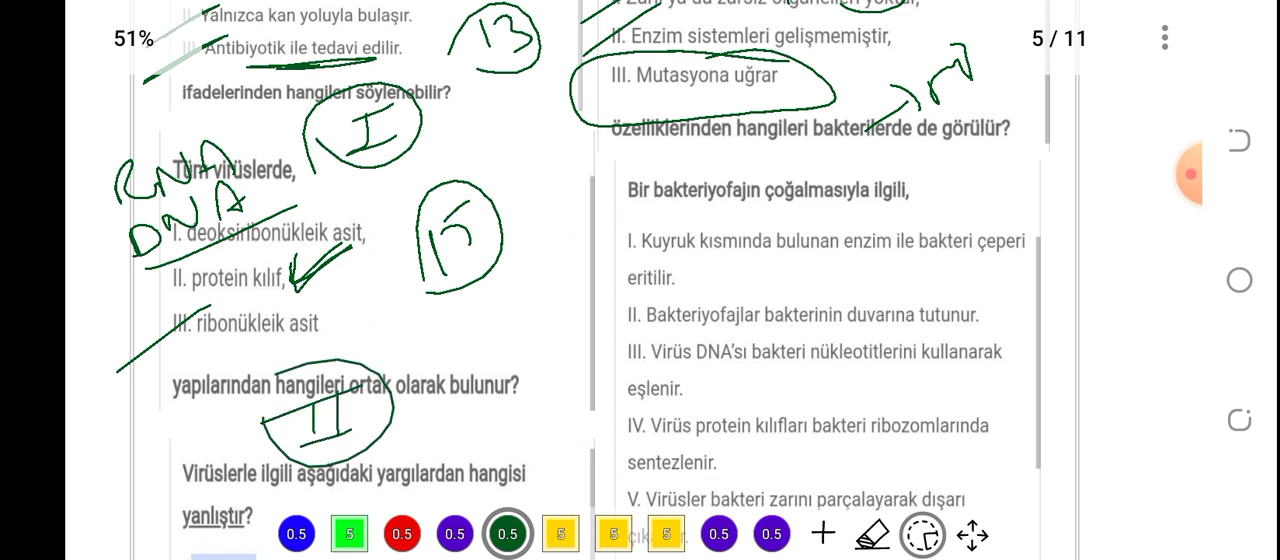 II. Yalnızca kan yoluyla bulaşır.
III. Antibiyotik ile tedavi edilir.
ifadelerinden hangileri söylenebilir?
13
I
RNA
DNA
Tüm virüslerde,
I. deoksiribonükleik asit,
II. protein kılıf,
III. ribonükleik asit
15
yapılarından hangileri ortak olarak bulunur?
II
Virüslerle ilgili aşağıdaki yargılardan hangisi
yanlıştır?
II. Enzim sistemleri gelişmemiştir,
III. Mutasyona uğrar
özelliklerinden hangileri bakterilerde de görülür?
Bir bakteriyofajın çoğalmasıyla ilgili,
I. Kuyruk kısmında bulunan enzim ile bakteri çeperi
eritilir.
II. Bakteriyofajlar bakterinin duvarına tutunur.
III. Virüs DNA’sı bakteri nükleotitlerini kullanarak
eşlenir.
IV. Virüs protein kılıfları bakteri ribozomlarında
sentezlenir.
V. Virüsler bakteri zarını parçalayarak dışarı
51%
5 / 11
0.5 5 0.5 0.5 0.5 5 5 5 0.5 0.5